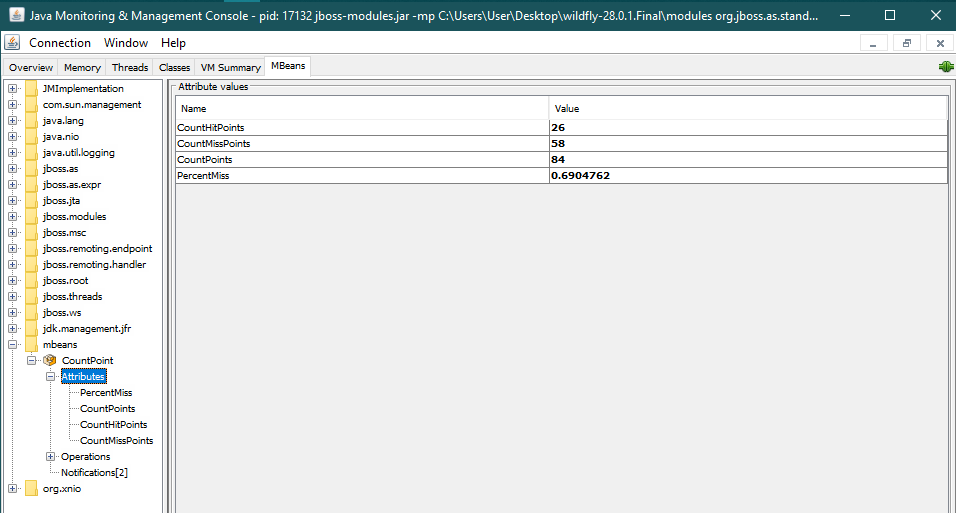 Java Monitoring & Management Console - pid: 17132 jboss-modules.jar -mp C:\Users\User\Desktop\wildfly-28.0.1.Final\modules org.jboss.as.stand...
Connection Window Help
Overview Memory Threads Classes VM Summary MBeans
JMImplementation
com.sun.management
java.lang
java.nio
java.util.logging
jboss.as
jboss.as.expr
jboss.jta
jboss.modules
jboss.msc
jboss.remoting.endpoint
jboss.remoting.handler
jboss.root
jboss.threads
jboss.ws
jdk.management.jfr
mbeans
CountPoint
Attributes
PercentMiss
CountPoints
CountHitPoints
CountMissPoints
Operations
Notifications[2]
org.xnio
Attribute values
Name Value
CountHitPoints 26
CountMissPoints 58
CountPoints 84
PercentMiss 0.6904762